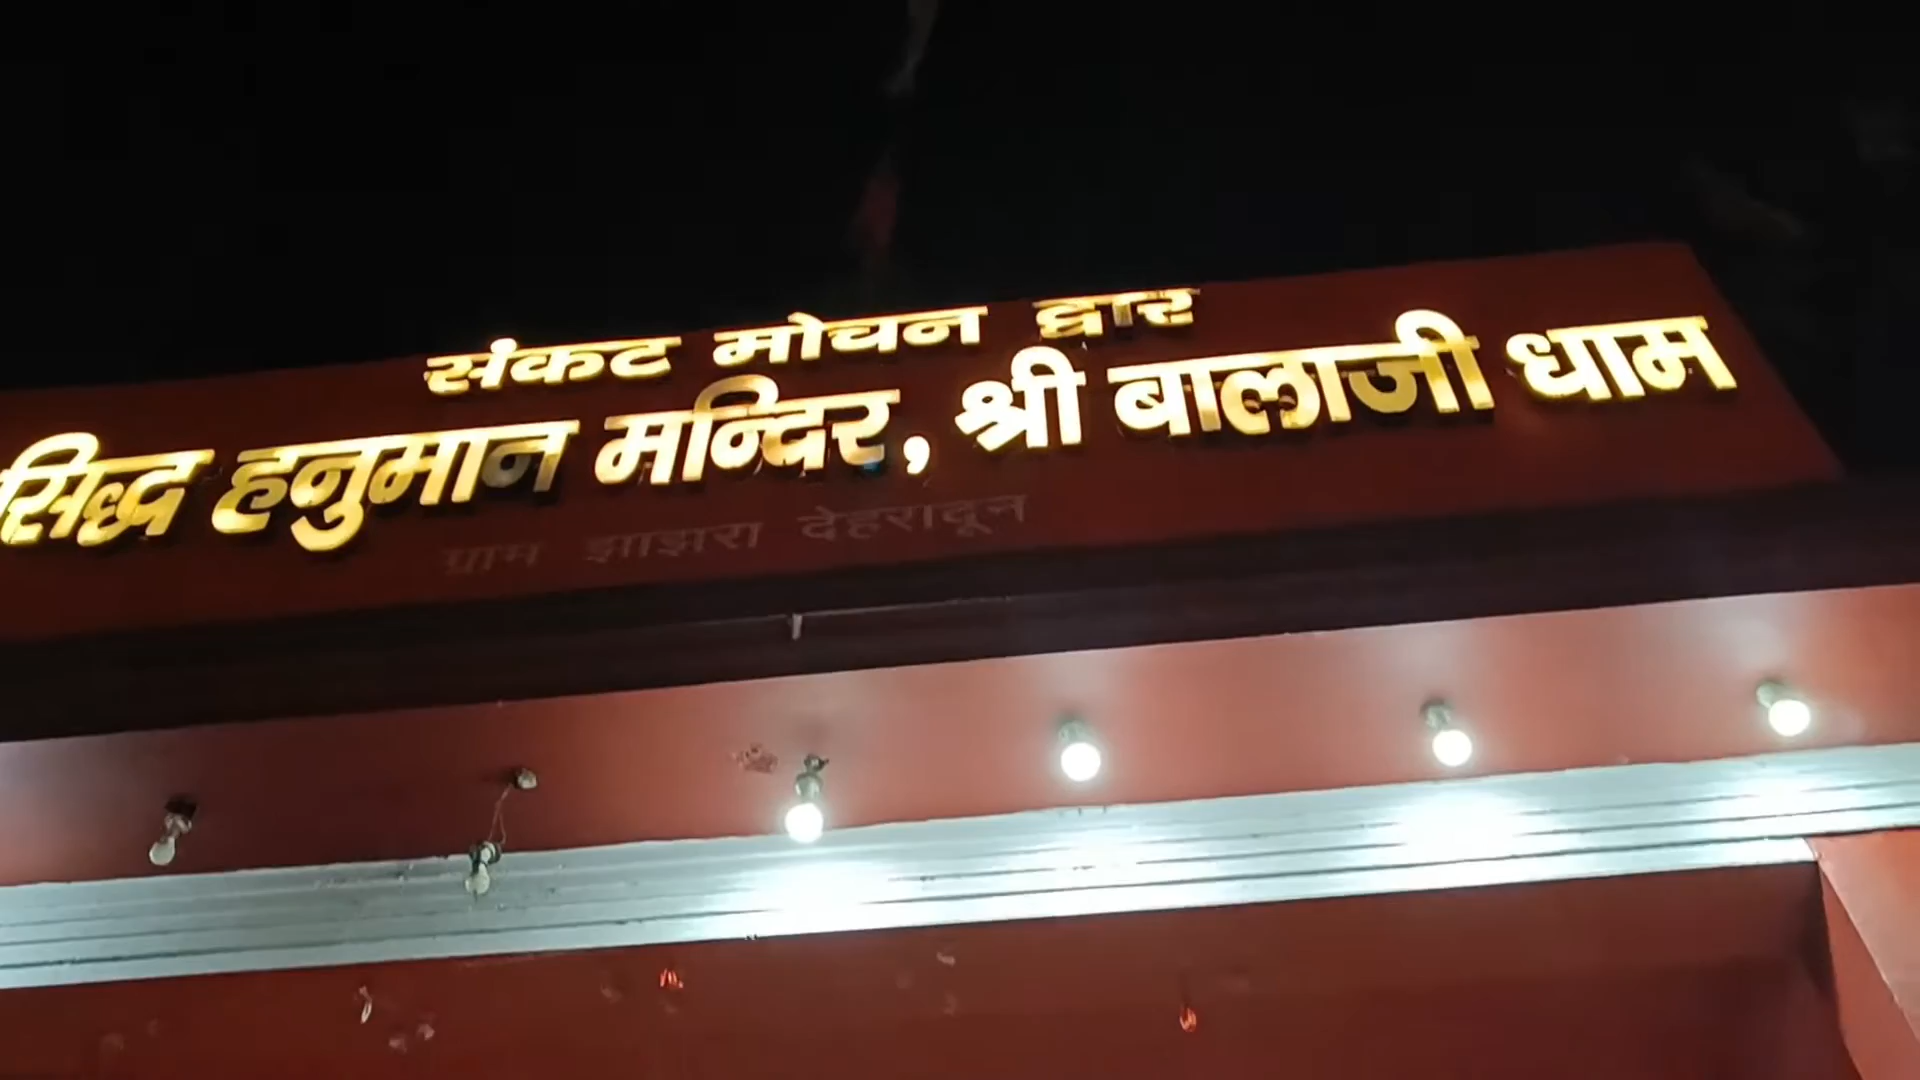 संकट मोचन द्वार
सिद्ध हनुमान मन्दिर, श्री बालाजी धाम
ग्राम झाझरा देहरादून